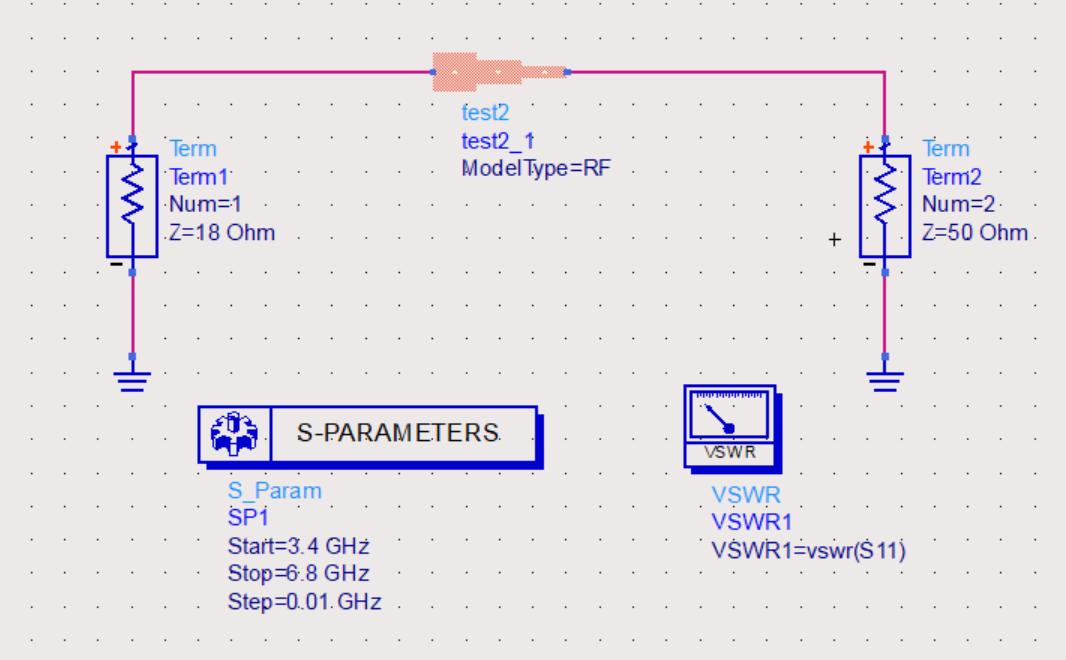 test2
test2_1
ModelType=RF
+
Term
Term1
Num=1
Z=18 Ohm
−
+
Term
Term2
Num=2
Z=50 Ohm
−
S-PARAMETERS
S_Param
SP1
Start=3.4 GHz
Stop=6.8 GHz
Step=0.01 GHz
VSWR
VSWR
VSWR1
VSWR1=vswr(S11)